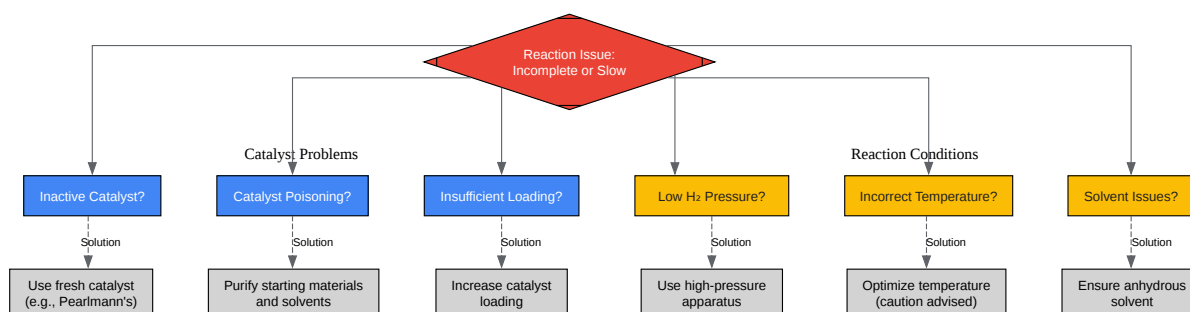 Reaction Issue:
Incomplete or Slow
Catalyst Problems
Reaction Conditions
Inactive Catalyst?
Catalyst Poisoning?
Insufficient Loading?
Low H₂ Pressure?
Incorrect Temperature?
Solvent Issues?
Solution
Solution
Solution
Solution
Solution
Solution
Use fresh catalyst
(e.g., Pearlmann's)
Purify starting materials
and solvents
Increase catalyst
loading
Use high-pressure
apparatus
Optimize temperature
(caution advised)
Ensure anhydrous
solvent